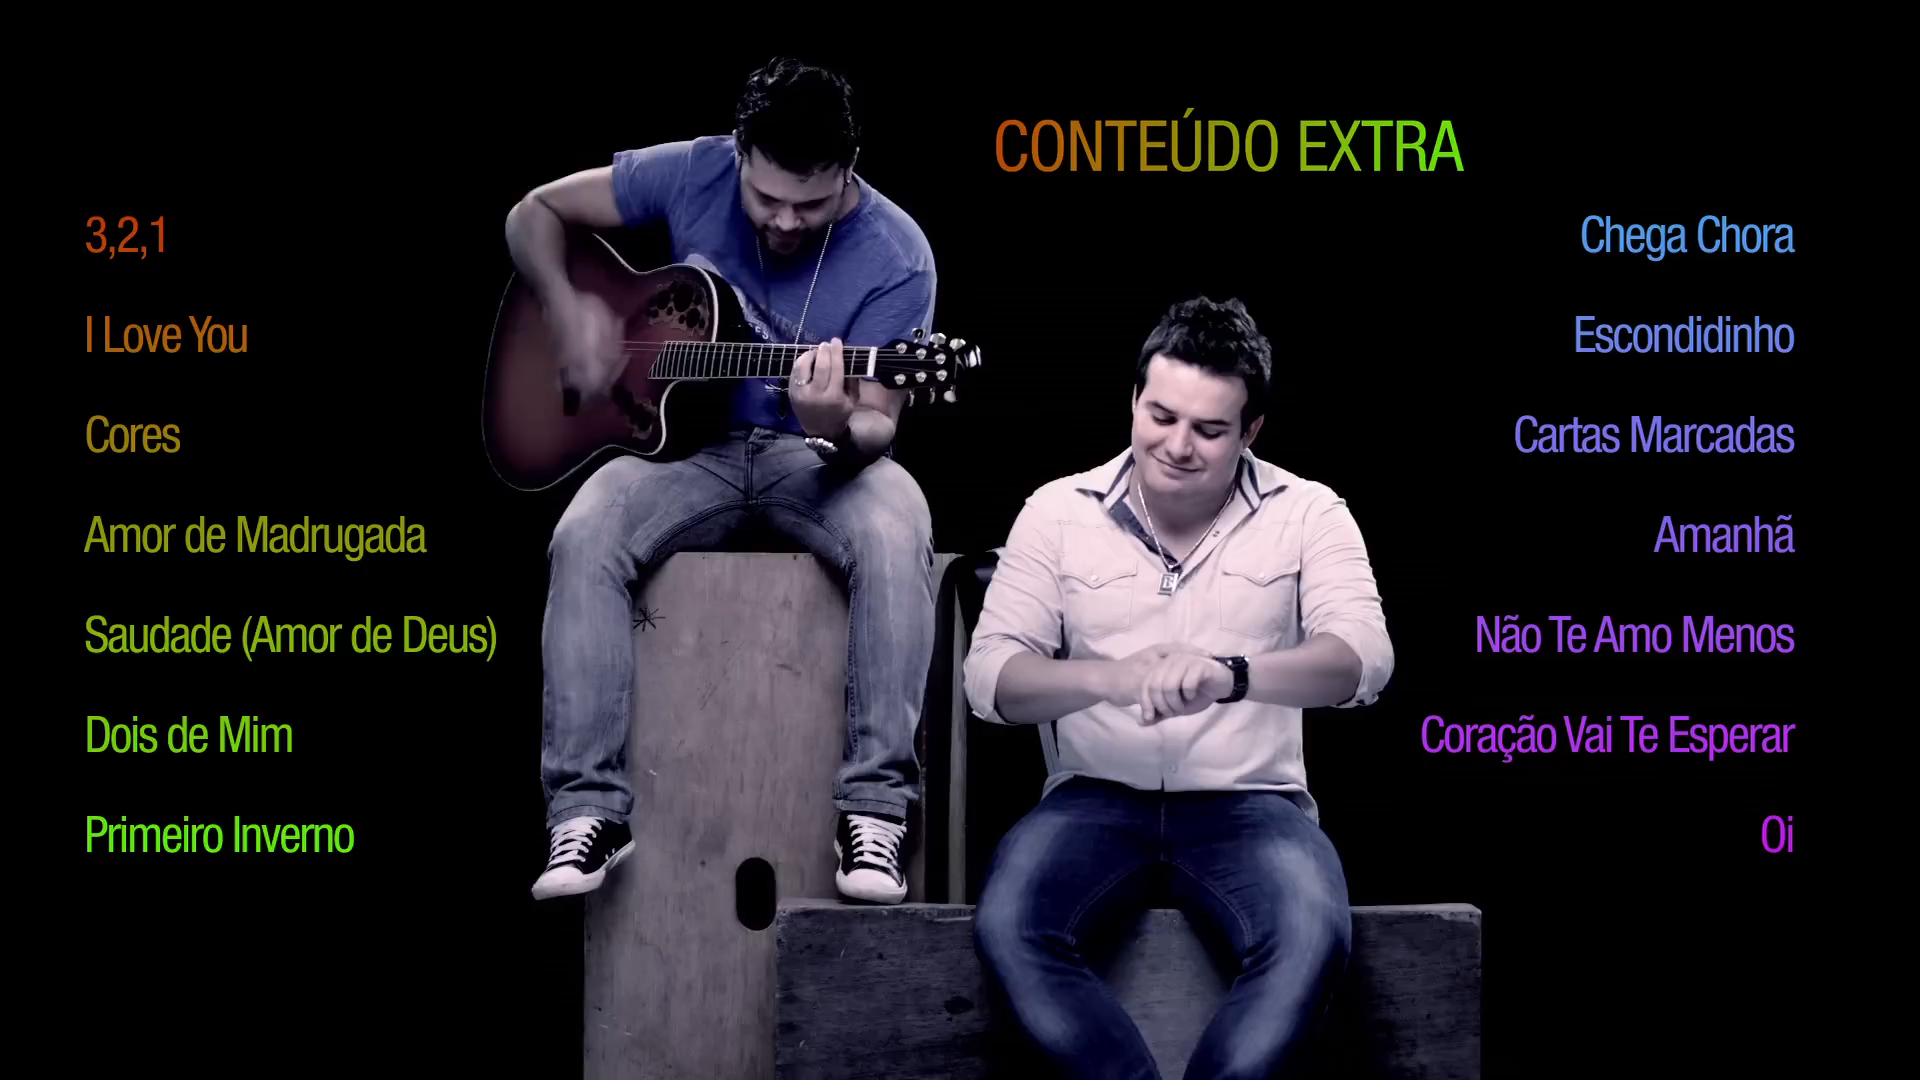 CONTEÚDO EXTRA
3,2,1
I Love You
Cores
Amor de Madrugada
Saudade (Amor de Deus)
Dois de Mim
Primeiro Inverno
Chega Chora
Escondidinho
Cartas Marcadas
Amanhã
Não Te Amo Menos
Coração Vai Te Esperar
Oi